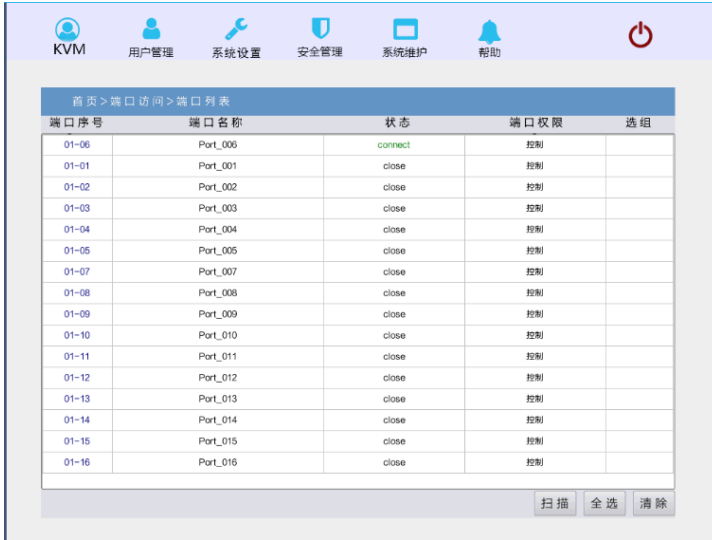 KVM 用户管理 系统设置 安全管理 系统维护 帮助
首页>端口访问>端口列表
端口序号 端口名称 状态 端口权限 选组
01-06 Port_006 connect 控制
01-01 Port_001 close 控制
01-02 Port_002 close 控制
01-03 Port_003 close 控制
01-04 Port_004 close 控制
01-05 Port_005 close 控制
01-07 Port_007 close 控制
01-08 Port_008 close 控制
01-09 Port_009 close 控制
01-10 Port_010 close 控制
01-11 Port_011 close 控制
01-12 Port_012 close 控制
01-13 Port_013 close 控制
01-14 Port_014 close 控制
01-15 Port_015 close 控制
01-16 Port_016 close 控制
扫描 全选 清除